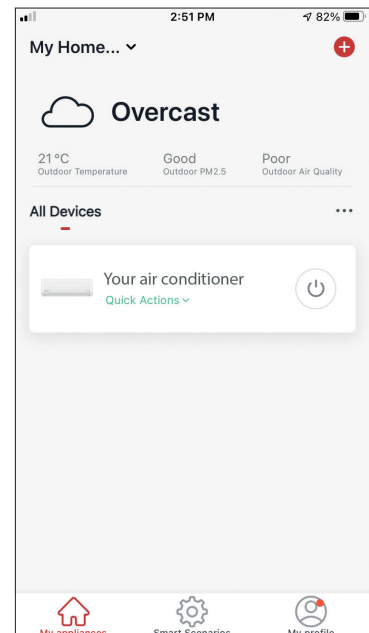 2:51 PM
82%
My Home...
Overcast
21 °C
Good
Poor
Outdoor Temperature
Outdoor PM2.5
Outdoor Air Quality
All Devices
Your air conditioner
Quick Actions
My appliances
Smart Scenarios
My profile